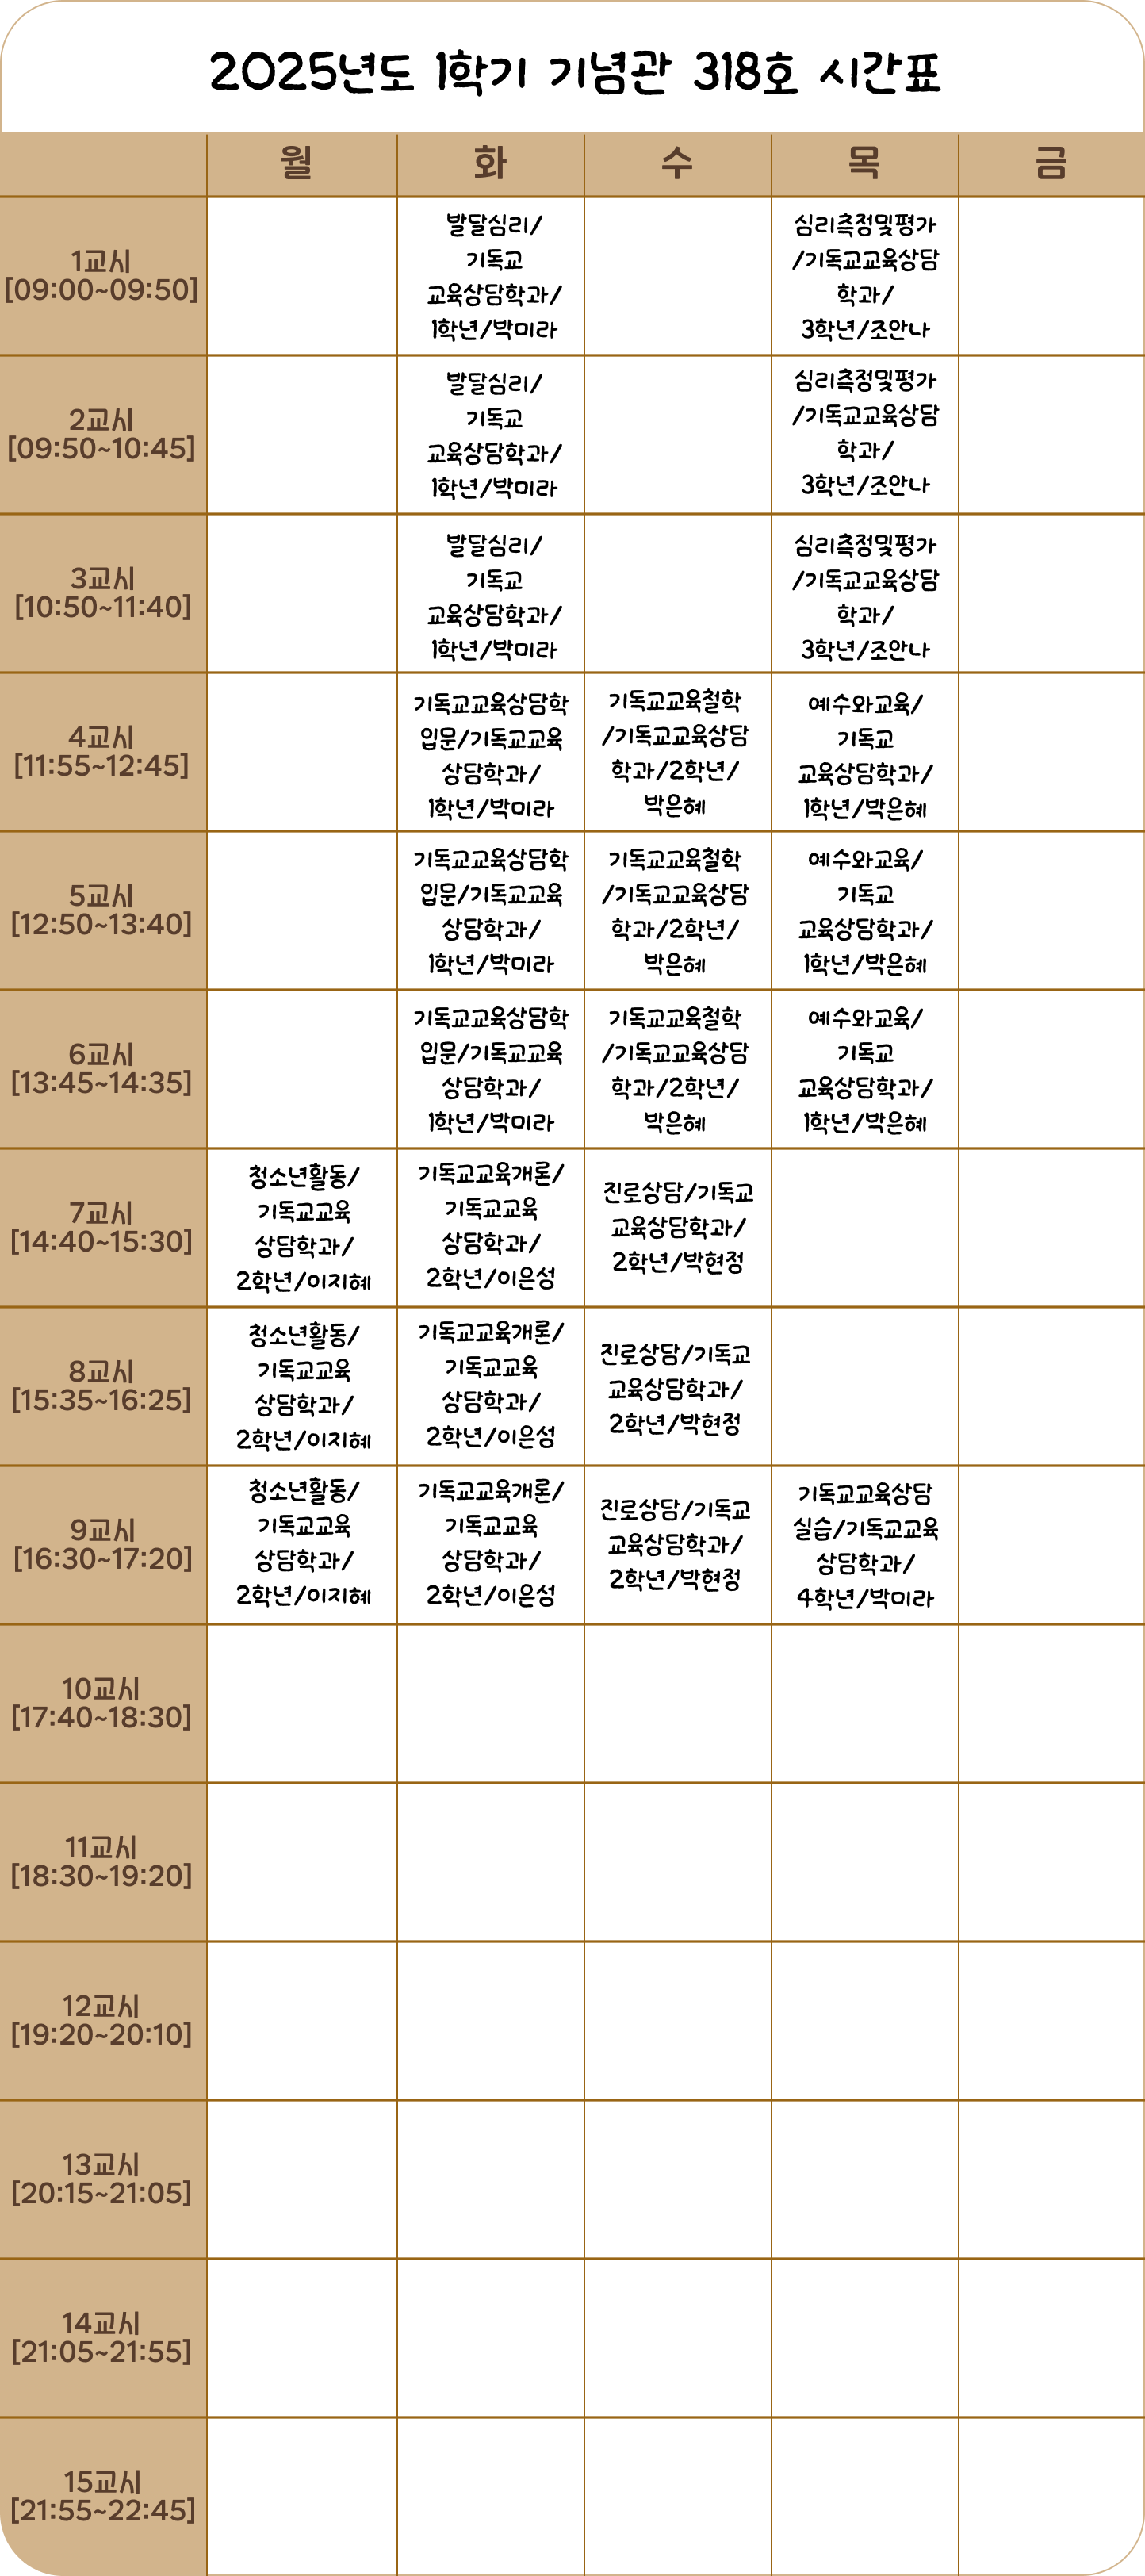 2025년도 1학기 기념관 318호 시간표
월 화 수 목 금
1교시
[09:00~09:50]
발달심리/
기독교
교육상담학과/
1학년/박미라
심리측정및평가
/기독교교육상담
학과/
3학년/조안나
2교시
[09:50~10:45]
발달심리/
기독교
교육상담학과/
1학년/박미라
심리측정및평가
/기독교교육상담
학과/
3학년/조안나
3교시
[10:50~11:40]
발달심리/
기독교
교육상담학과/
1학년/박미라
심리측정및평가
/기독교교육상담
학과/
3학년/조안나
4교시
[11:55~12:45]
기독교교육상담학
입문/기독교교육
상담학과/
1학년/박미라
기독교교육철학
/기독교교육상담
학과/2학년/
박은혜
예수와교육/
기독교
교육상담학과/
1학년/박은혜
5교시
[12:50~13:40]
기독교교육상담학
입문/기독교교육
상담학과/
1학년/박미라
기독교교육철학
/기독교교육상담
학과/2학년/
박은혜
예수와교육/
기독교
교육상담학과/
1학년/박은혜
6교시
[13:45~14:35]
기독교교육상담학
입문/기독교교육
상담학과/
1학년/박미라
기독교교육철학
/기독교교육상담
학과/2학년/
박은혜
예수와교육/
기독교
교육상담학과/
1학년/박은혜
7교시
[14:40~15:30]
청소년활동/
기독교교육
상담학과/
2학년/이지혜
기독교교육개론/
기독교교육
상담학과/
2학년/이은성
진로상담/기독교
교육상담학과/
2학년/박현정
8교시
[15:35~16:25]
청소년활동/
기독교교육
상담학과/
2학년/이지혜
기독교교육개론/
기독교교육
상담학과/
2학년/이은성
진로상담/기독교
교육상담학과/
2학년/박현정
9교시
[16:30~17:20]
청소년활동/
기독교교육
상담학과/
2학년/이지혜
기독교교육개론/
기독교교육
상담학과/
2학년/이은성
진로상담/기독교
교육상담학과/
2학년/박현정
기독교교육상담
실습/기독교교육
상담학과/
4학년/박미라
10교시
[17:40~18:30]
11교시
[18:30~19:20]
12교시
[19:20~20:10]
13교시
[20:15~21:05]
14교시
[21:05~21:55]
15교시
[21:55~22:45]